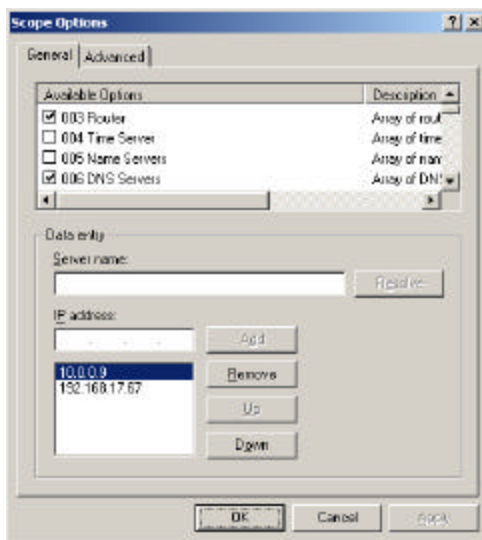 Scope Options
General Advanced
Available Options Description
003 Router Array of rout
004 Time Server Array of time
005 Name Servers Array of nam
006 DNS Servers Array of DNS
Data entry
Server name:
Resolve
IP address:
. . .
Add
10.0.0.9
Remove
192.168.17.67
Up
Down
OK Cancel Apply